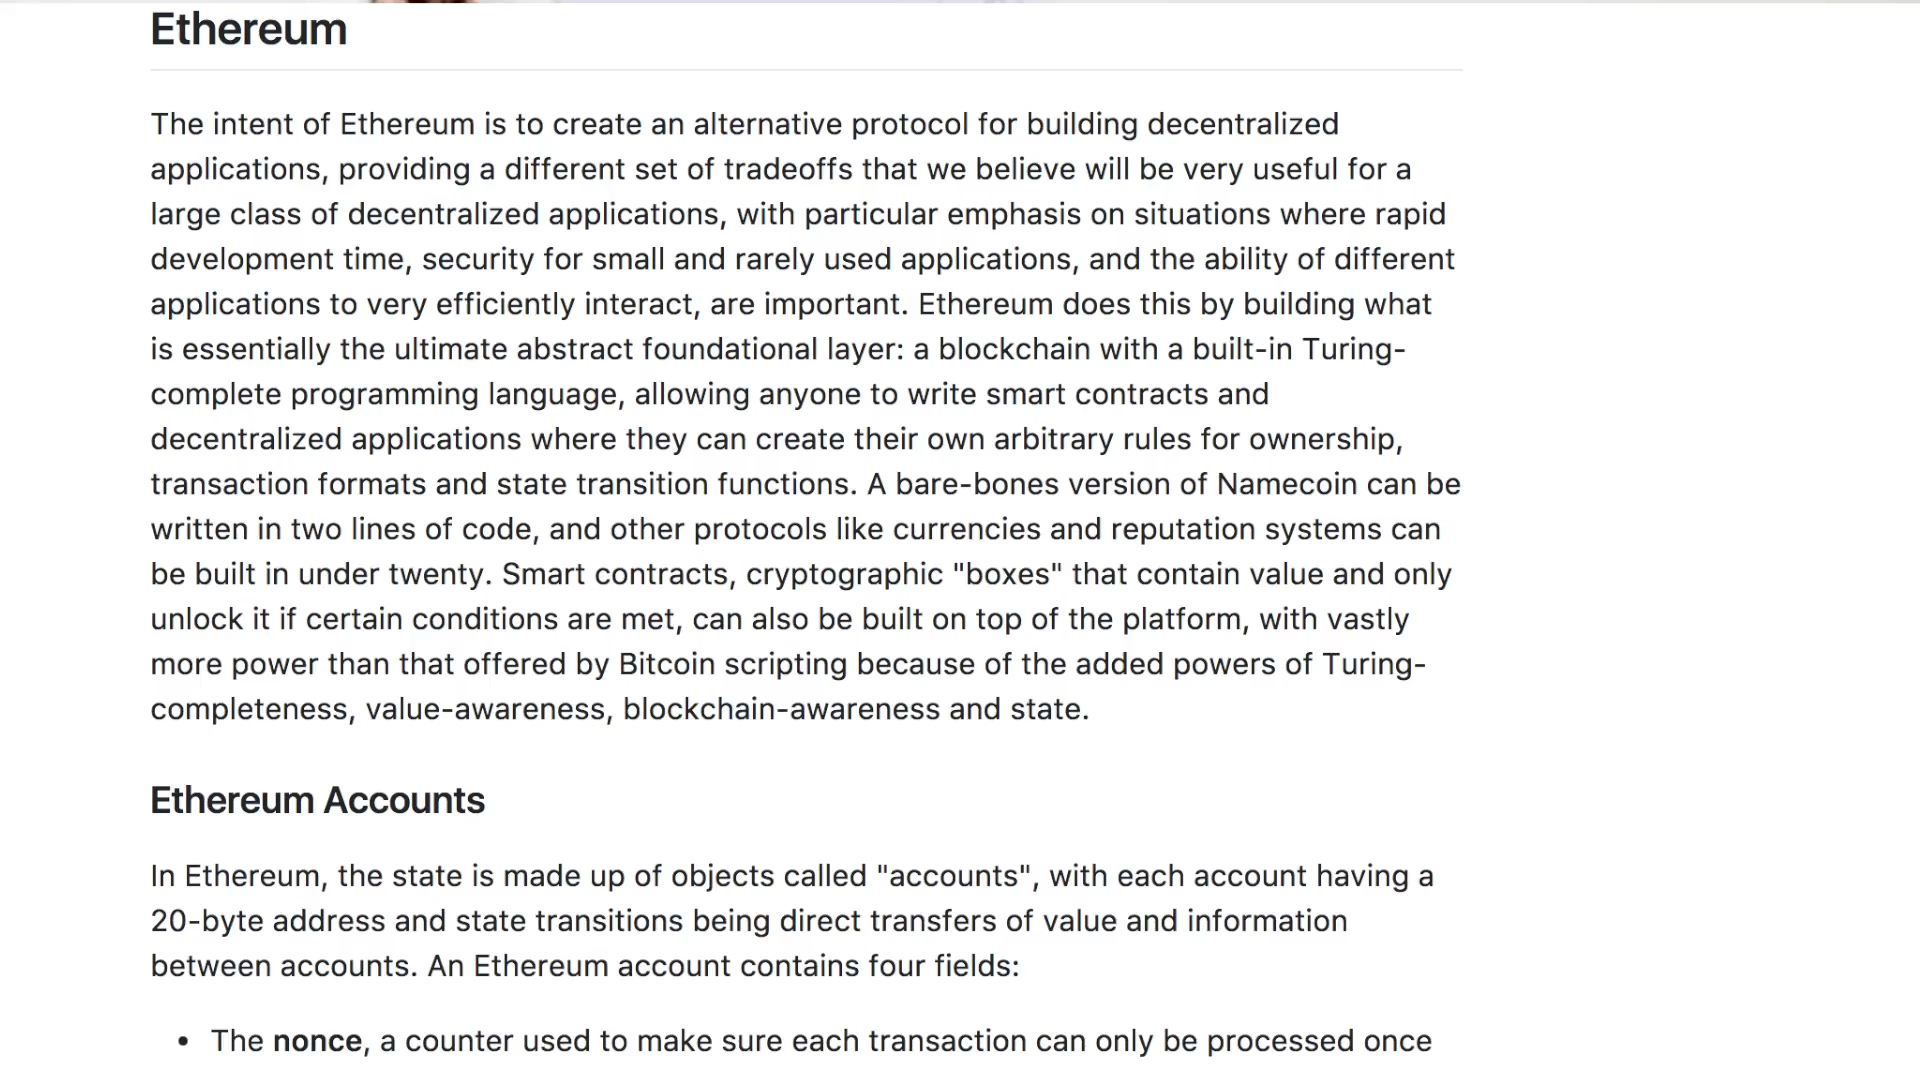 Ethereum
The intent of Ethereum is to create an alternative protocol for building decentralized
applications, providing a different set of tradeoffs that we believe will be very useful for a
large class of decentralized applications, with particular emphasis on situations where rapid
development time, security for small and rarely used applications, and the ability of different
applications to very efficiently interact, are important. Ethereum does this by building what
is essentially the ultimate abstract foundational layer: a blockchain with a built-in Turing-
complete programming language, allowing anyone to write smart contracts and
decentralized applications where they can create their own arbitrary rules for ownership,
transaction formats and state transition functions. A bare-bones version of Namecoin can be
written in two lines of code, and other protocols like currencies and reputation systems can
be built in under twenty. Smart contracts, cryptographic "boxes" that contain value and only
unlock it if certain conditions are met, can also be built on top of the platform, with vastly
more power than that offered by Bitcoin scripting because of the added powers of Turing-
completeness, value-awareness, blockchain-awareness and state.
Ethereum Accounts
In Ethereum, the state is made up of objects called "accounts", with each account having a
20-byte address and state transitions being direct transfers of value and information
between accounts. An Ethereum account contains four fields:
• The nonce, a counter used to make sure each transaction can only be processed once